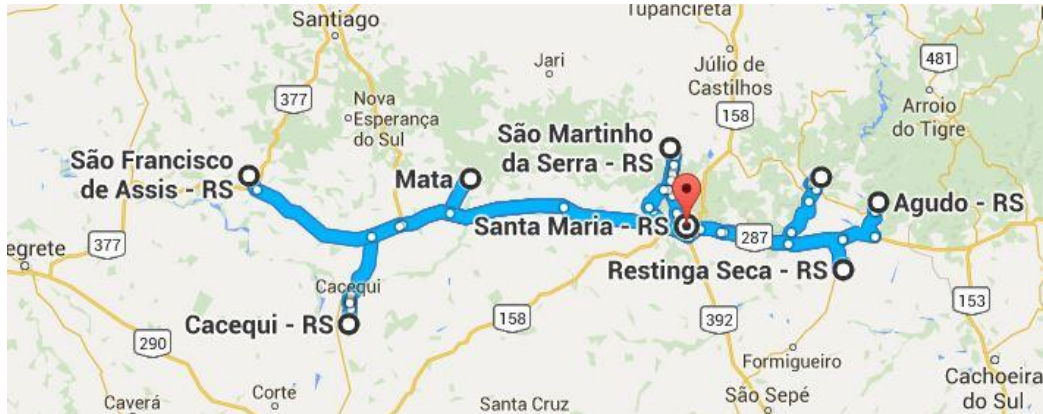 Santiago
Tupanciretã
Jari
Júlio de
Castilhos
481
377
158
Arroio
do Tigre
Nova
Esperança
do Sul
São Martinho
da Serra - RS
São Francisco
de Assis - RS
Mata
Agudo - RS
Santa Maria - RS
287
377
egrete
Restinga Seca - RS
Cacequi
Cacequi - RS
153
158
392
290
Formigueiro
Cachoeira
do Sul
Corte
Caverá
Santa Cruz
São Sepé